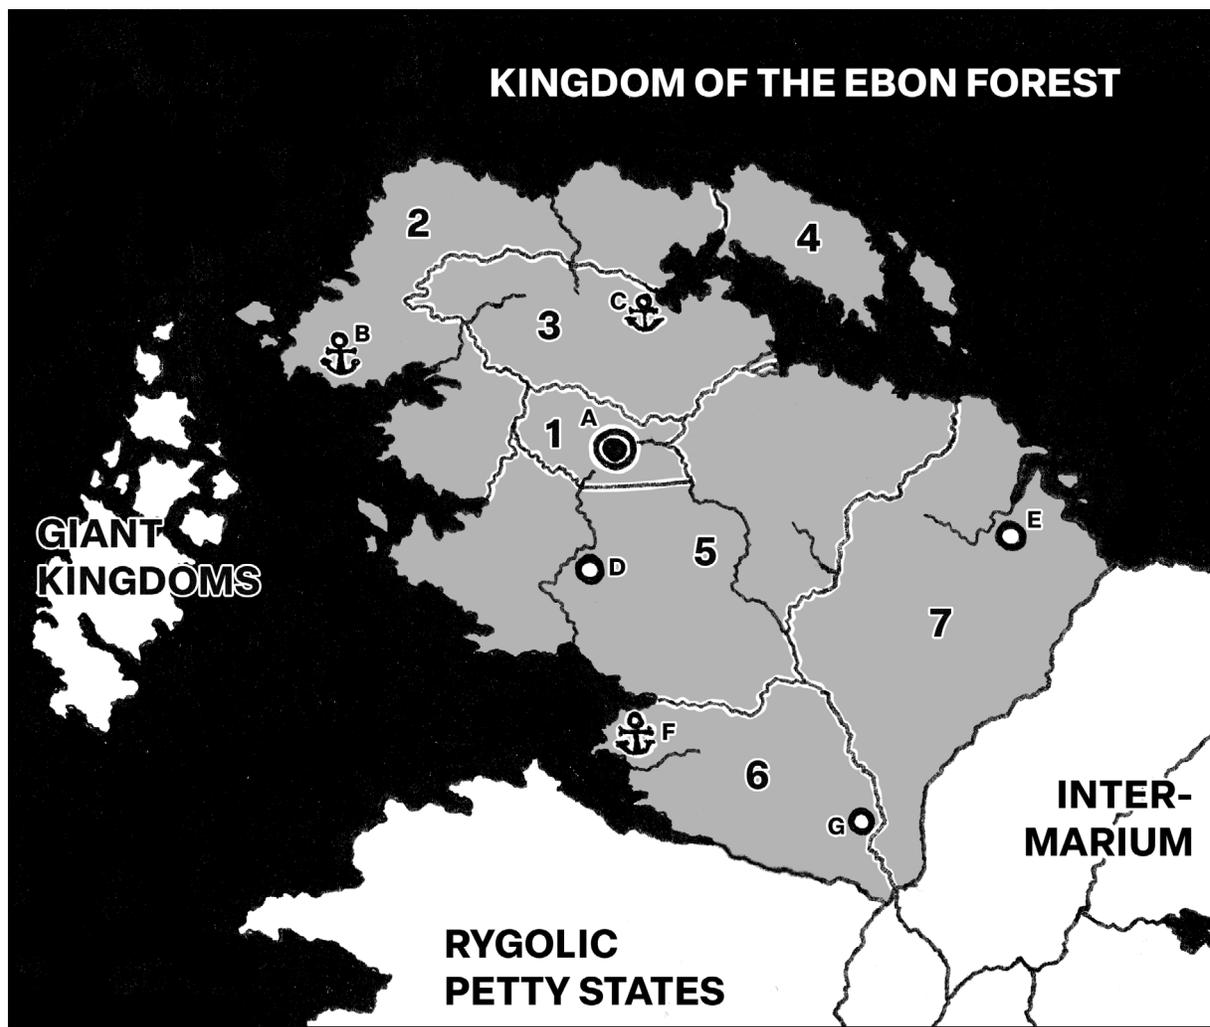 KINGDOM OF THE EBON FOREST
2
4
C
3
B
A
1
E
GIANT
KINGDOMS
5
D
7
F
6
G
INTER-
MARIUM
RYGOLIC
PETTY STATES